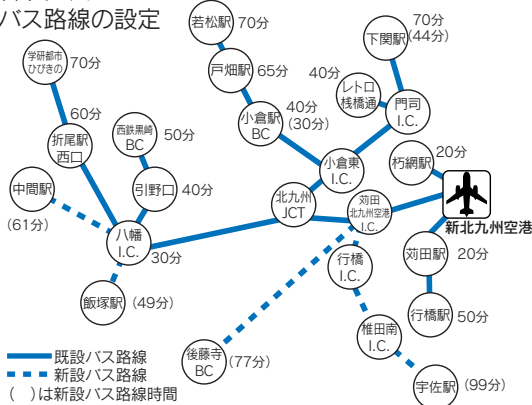 バス路線の設定
若松駅
70分
戸畑駅
65分
小倉駅
BC
40分
(30分)
下関駅
70分
(44分)
レトロ
桟橋通
40分
門司
I.C.
学研都市
ひびきの
70分
折尾駅
西口
60分
西鉄黒崎
BC
50分
引野口
40分
中間駅
(61分)
八幡
I.C.
30分
飯塚駅
(49分)
小倉東
I.C.
北九州
JCT
苅田
北九州空港
I.C.
朽網駅
20分
新北九州空港
苅田駅
20分
行橋駅
50分
行橋
I.C.
椎田南
I.C.
宇佐駅
(99分)
後藤寺
BC
(77分)
既設バス路線
新設バス路線
( )は新設バス路線時間